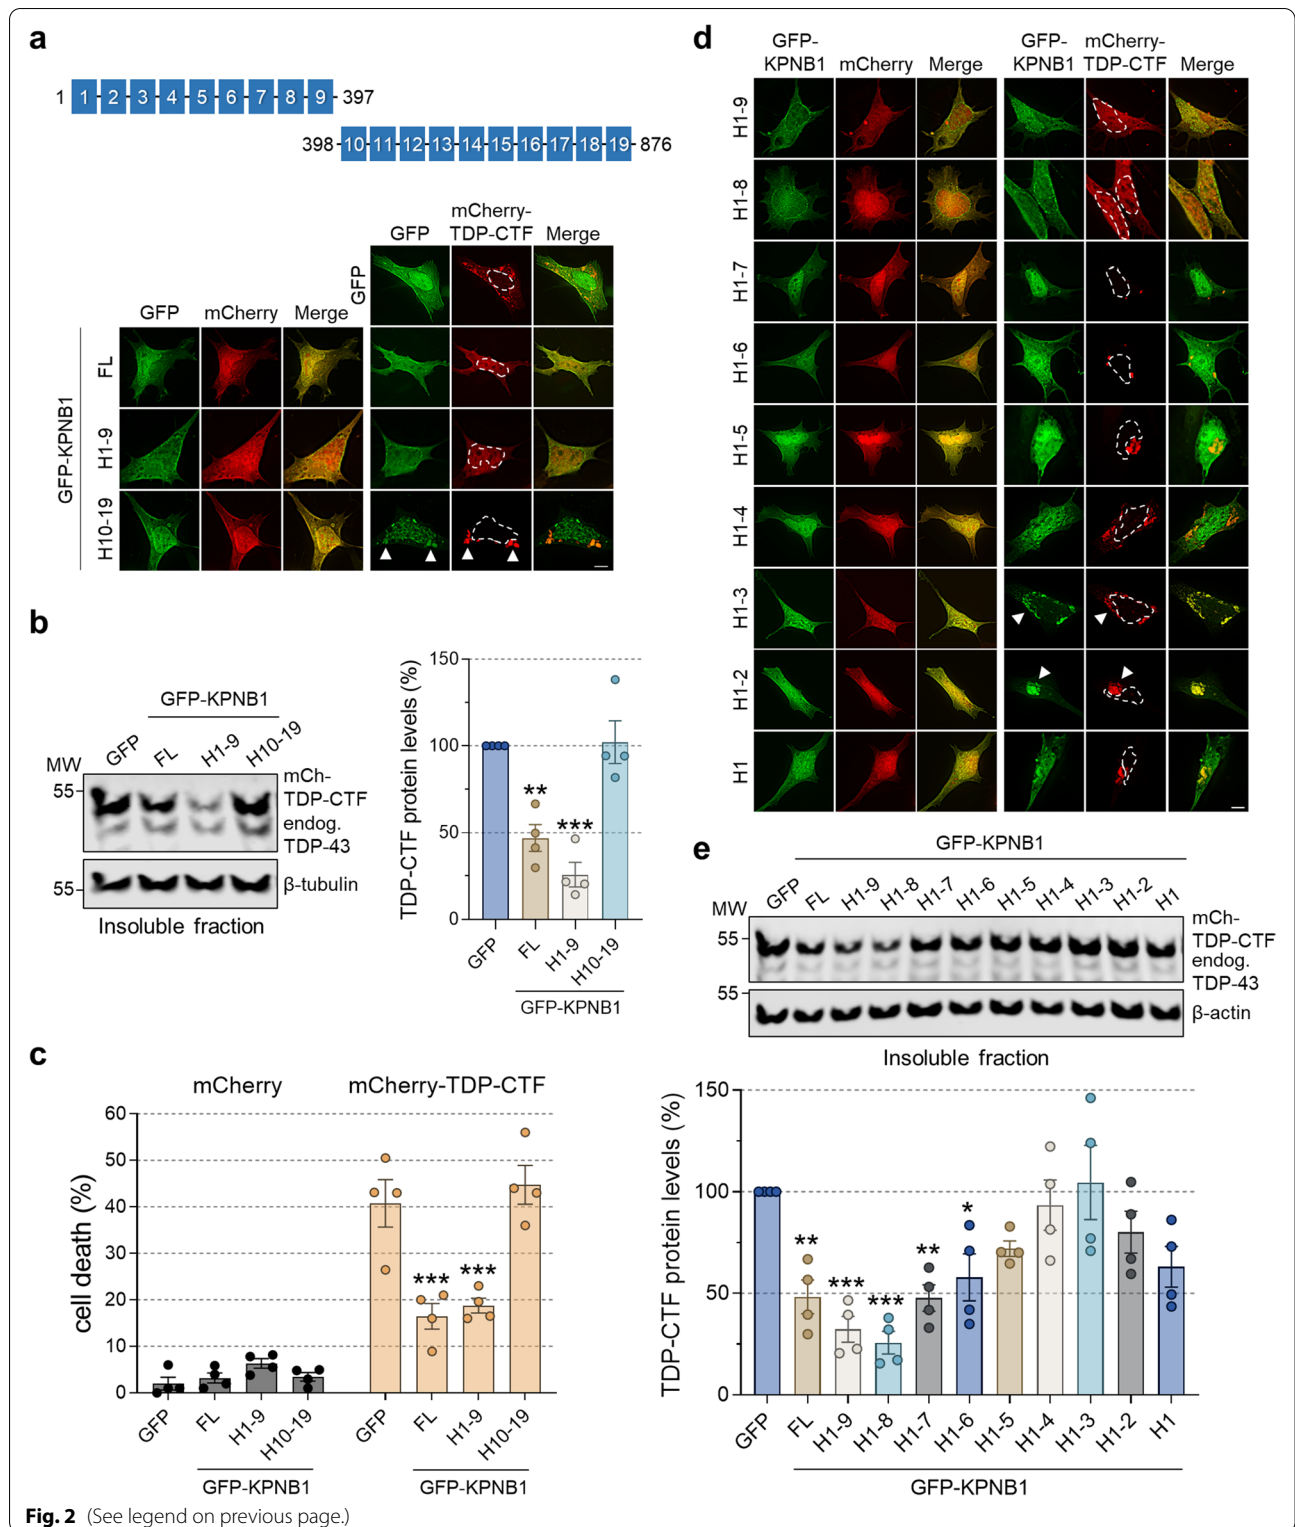 a
1 1 2 3 4 5 6 7 8 9 397
398 10 11 12 13 14 15 16 17 18 19 876
mCherry-
GFP TDP-CTF Merge
GFP
GFP mCherry Merge
GFP-KPNB1
FL
H1-9
H10-19
b
GFP-KPNB1
GFP FL H1-9 H10-19
MW
55
mCh-
TDP-CTF
endog.
TDP-43
55
β-tubulin
Insoluble fraction
TDP-CTF protein levels (%)
150
100
50
0
**
***
GFP FL H1-9 H10-19
GFP-KPNB1
c
mCherry mCherry-TDP-CTF
cell death (%)
60
50
40
30
20
10
0
*** ***
GFP FL H1-9 H10-19 GFP FL H1-9 H10-19
GFP-KPNB1 GFP-KPNB1
d
GFP- GFP- mCherry-
KPNB1 mCherry Merge KPNB1 TDP-CTF Merge
H1-9
H1-8
H1-7
H1-6
H1-5
H1-4
H1-3
H1-2
H1
e
GFP-KPNB1
GFP FL H1-9 H1-8 H1-7 H1-6 H1-5 H1-4 H1-3 H1-2 H1
MW
55
mCh-
TDP-CTF
endog.
TDP-43
55
β-actin
Insoluble fraction
TDP-CTF protein levels (%)
150
100
50
0
** *** *** ** *
GFP FL H1-9 H1-8 H1-7 H1-6 H1-5 H1-4 H1-3 H1-2 H1
GFP-KPNB1
Fig. 2 (See legend on previous page.)